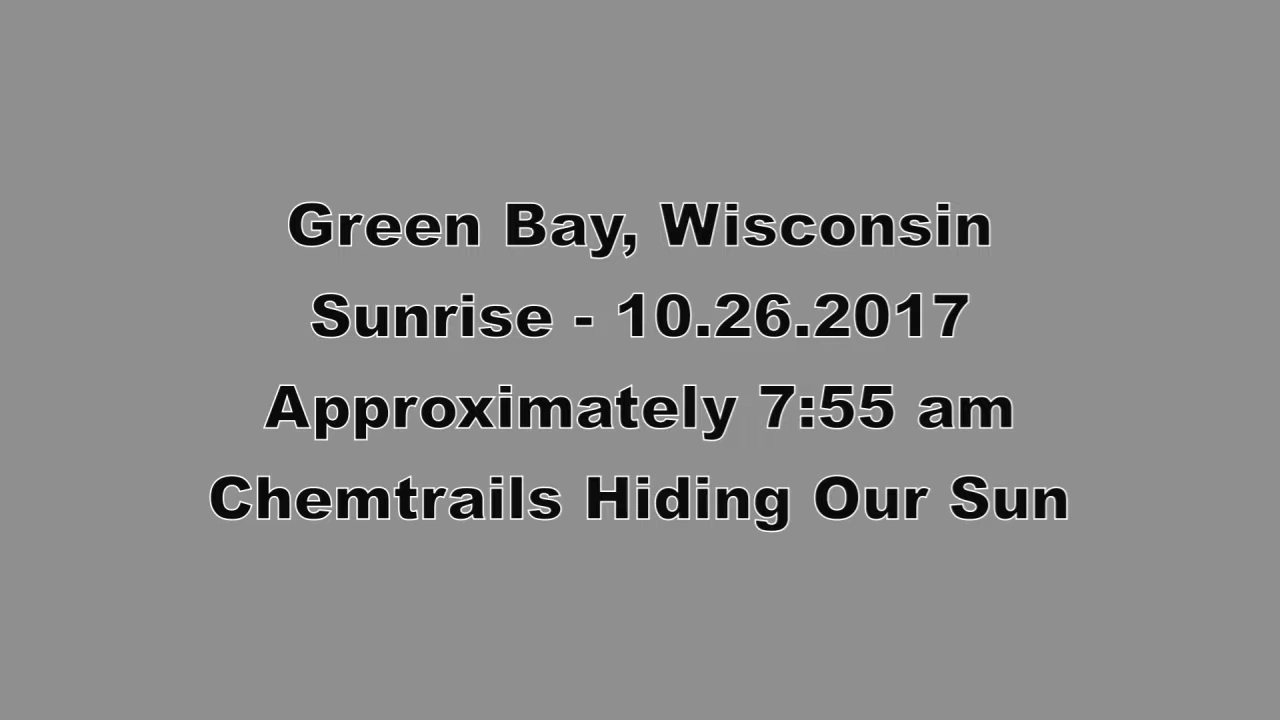 Green Bay, Wisconsin
Sunrise - 10.26.2017
Approximately 7:55 am
Chemtrails Hiding Our Sun